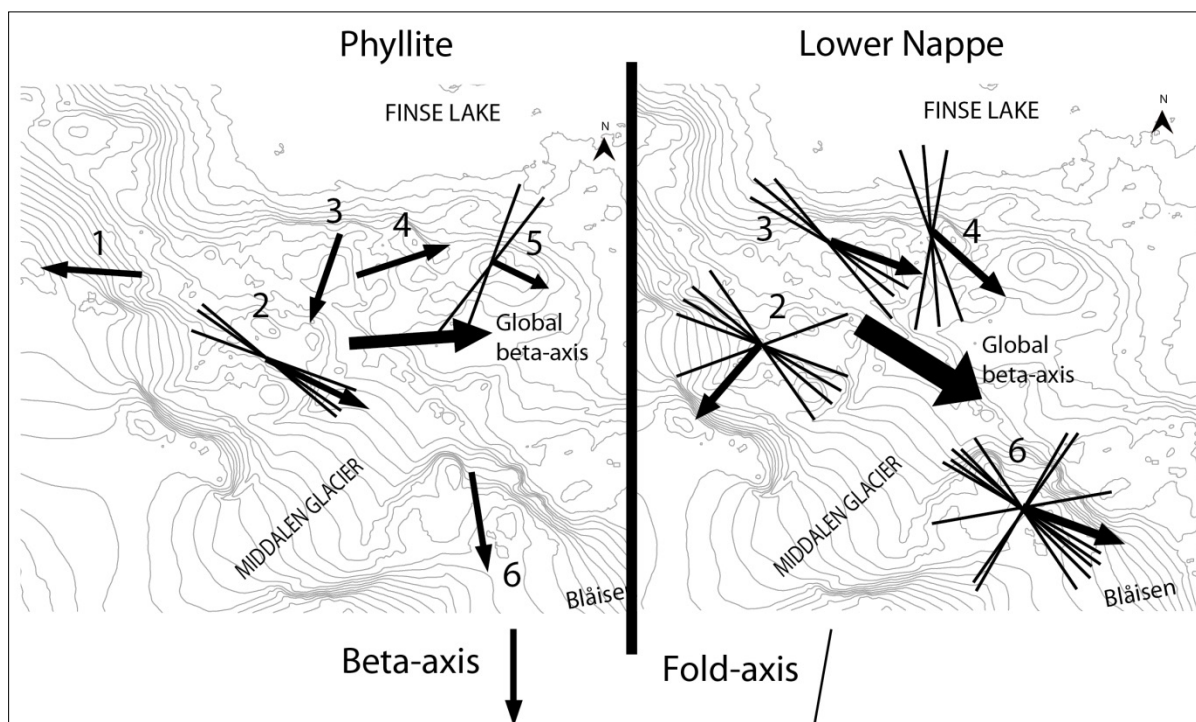 Phyllite
FINSE LAKE
N
1
2
3
4
5
Global
beta-axis
MIDDALEN GLACIER
6
Beta-axis
Lower Nappe
FINSE LAKE
N
3
4
2
Global
beta-axis
6
MIDDALEN GLACIER
Blåisen
Blåisen
Fold-axis